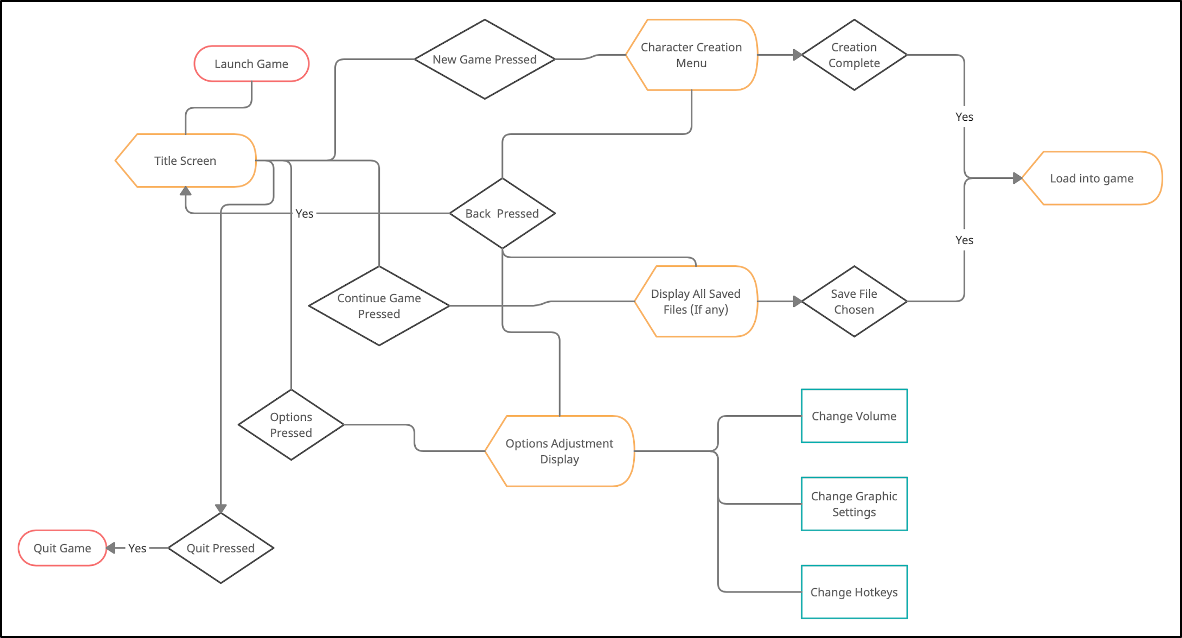 Launch Game
New Game Pressed
Character Creation
Menu
Creation
Complete
Yes
Title Screen
Load into game
Yes
Back  Pressed
Yes
Continue Game
Pressed
Display All Saved
Files (If any)
Save File
Chosen
Options
Pressed
Options Adjustment
Display
Change Volume
Change Graphic
Settings
Quit Game
Yes
Quit Pressed
Change Hotkeys